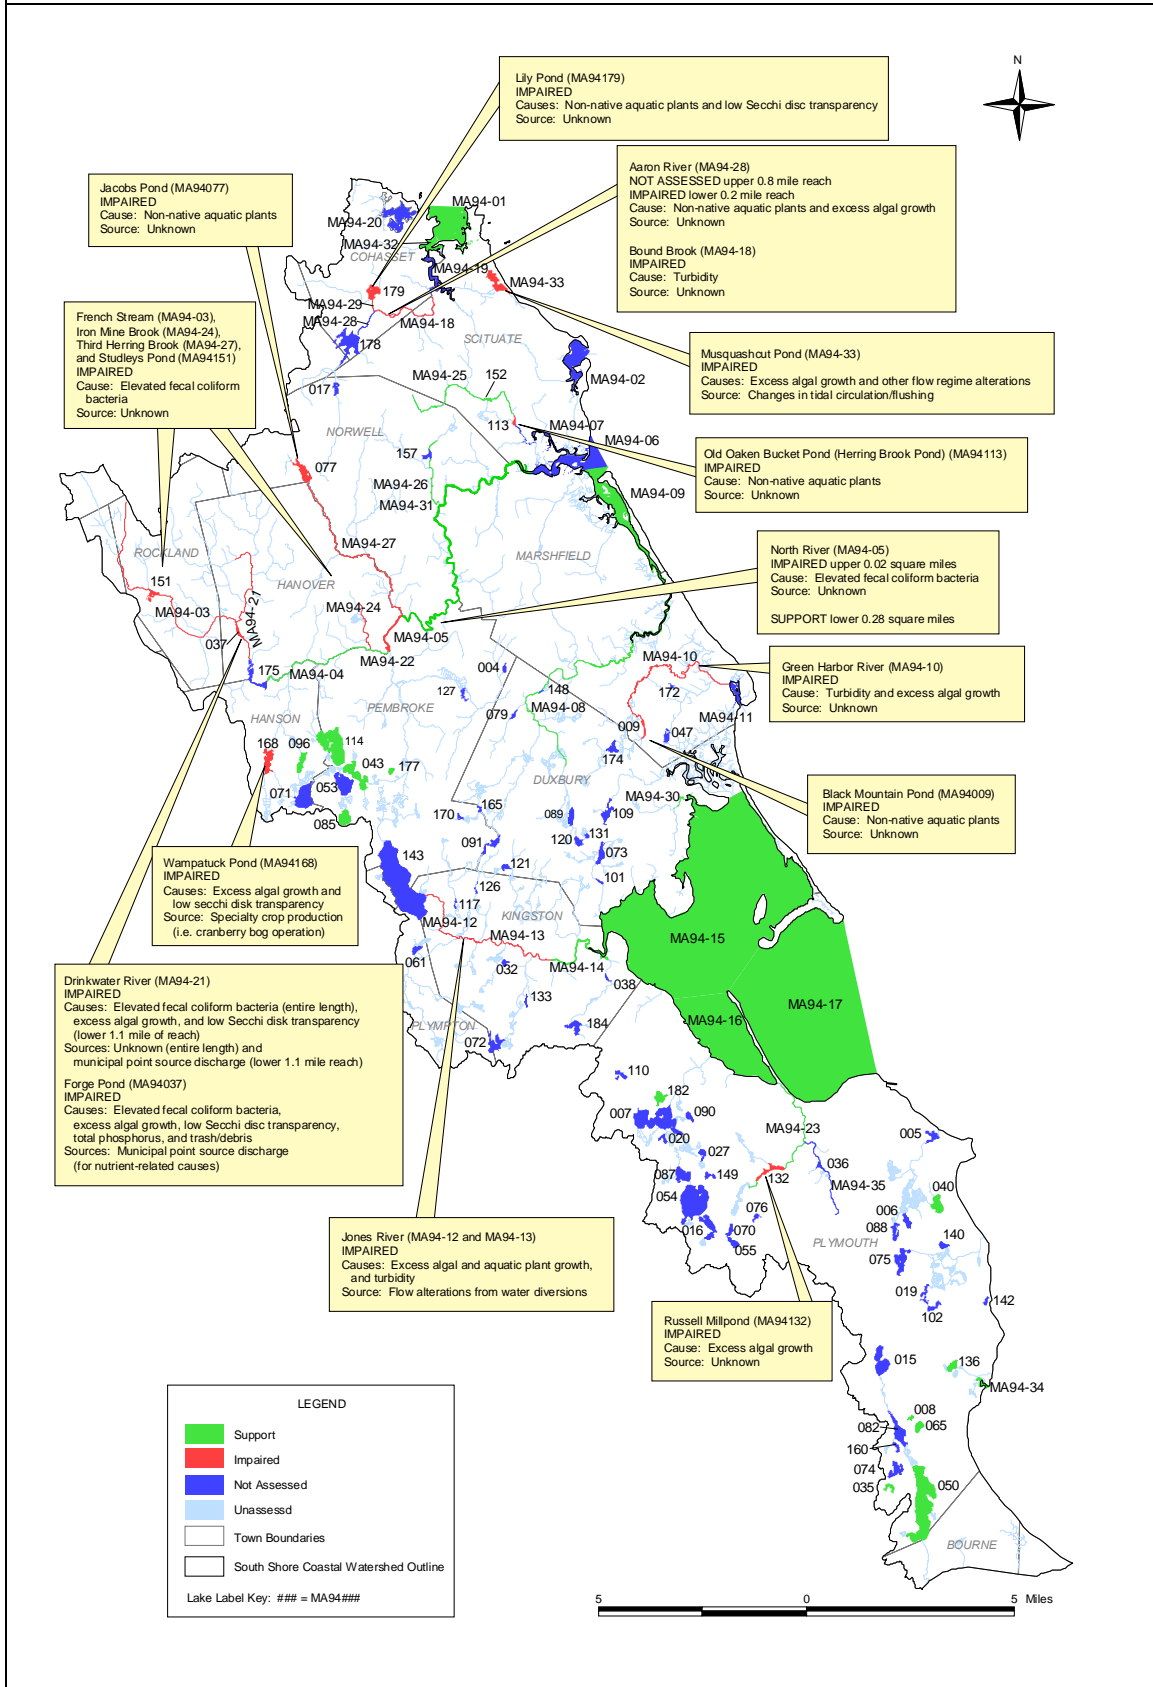 N
Lily Pond (MA94179)
IMPAIRED
Causes: Non-native aquatic plants and low Secchi disc transparency
Source: Unknown
Aaron River (MA94-28)
NOT ASSESSED upper 0.8 mile reach
IMPAIRED lower 0.2 mile reach
Cause: Non-native aquatic plants and excess algal growth
Source: Unknown
Bound Brook (MA94-18)
IMPAIRED
Cause: Turbidity
Source: Unknown
Jacobs Pond (MA94077)
IMPAIRED
Cause: Non-native aquatic plants
Source: Unknown
French Stream (MA94-03),
Iron Mine Brook (MA94-24),
Third Herring Brook (MA94-27),
and Studleys Pond (MA94151)
IMPAIRED
Cause: Elevated fecal coliform
bacteria
Source: Unknown
Musquashcut Pond (MA94-33)
IMPAIRED
Causes: Excess algal growth and other flow regime alterations
Source: Changes in tidal circulation/flushing
Old Oaken Bucket Pond (Herring Brook Pond) (MA94113)
IMPAIRED
Cause: Non-native aquatic plants
Source: Unknown
North River (MA94-05)
IMPAIRED upper 0.02 square miles
Cause: Elevated fecal coliform bacteria
Source: Unknown
SUPPORT lower 0.28 square miles
Green Harbor River (MA94-10)
IMPAIRED
Cause: Turbidity and excess algal growth
Source: Unknown
Black Mountain Pond (MA94009)
IMPAIRED
Cause: Non-native aquatic plants
Source: Unknown
Wampatuck Pond (MA94168)
IMPAIRED
Causes: Excess algal growth and
low secchi disk transparency
Source: Specialty crop production
(i.e. cranberry bog operation)
Drinkwater River (MA94-21)
IMPAIRED
Causes: Elevated fecal coliform bacteria (entire length),
excess algal growth, and low Secchi disk transparency
(lower 1.1 mile of reach)
Sources: Unknown (entire length) and
municipal point source discharge (lower 1.1 mile reach)
Forge Pond (MA94037)
IMPAIRED
Causes: Elevated fecal coliform bacteria,
excess algal growth, low Secchi disc transparency,
total phosphorus, and trash/debris
Sources: Municipal point source discharge
(for nutrient-related causes)
Jones River (MA94-12 and MA94-13)
IMPAIRED
Causes: Excess algal and aquatic plant growth,
and turbidity
Source: Flow alterations from water diversions
Russell Millpond (MA94132)
IMPAIRED
Cause: Excess algal growth
Source: Unknown
MA94-01
MA94-20
MA94-32
COHASSET
MA94-19
MA94-33
179
MA94-29
MA94-28
MA94-18
178
SCITUATE
MA94-02
017
MA94-25
152
NORWELL
113
MA94-07
MA94-06
157
077
MA94-26
MA94-31
MA94-09
ROCKLAND
MA94-27
MARSHFIELD
HANOVER
151
MA94-03
MA94-24
MA94-21
037
MA94-05
MA94-22
175
MA94-04
004
MA94-10
127
148
172
HANSON
PEMBROKE
079
MA94-08
009
MA94-11
047
168
096
114
043
177
174
DUXBURY
071
053
085
MA94-30
165
170
089
109
120
131
091
073
143
121
101
126
117
KINGSTON
MA94-12
MA94-13
MA94-15
061
032
MA94-14
038
MA94-17
133
MA94-16
PLYMPTON
184
072
110
182
007
090
020
MA94-23
005
027
036
087
149
132
MA94-35
040
054
006
076
088
016
070
055
PLYMOUTH
140
075
019
102
142
015
136
MA94-34
008
082
065
160
074
035
050
BOURNE
LEGEND
Support
Impaired
Not Assessed
Unassessd
Town Boundaries
South Shore Coastal Watershed Outline
Lake Label Key: ### = MA94###
5 0 5 Miles